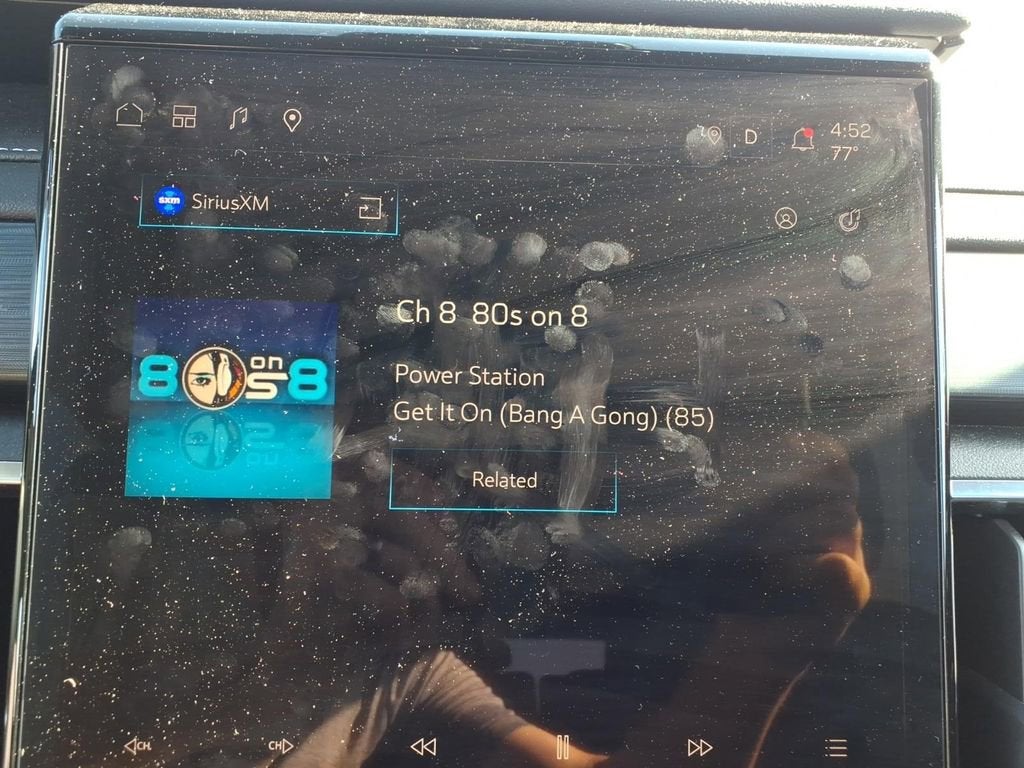 D
4:52
77°
sxm SiriusXM
Ch 8 80s on 8
80s on 8
Power Station
Get It On (Bang A Gong) (85)
Related
CH.
CH